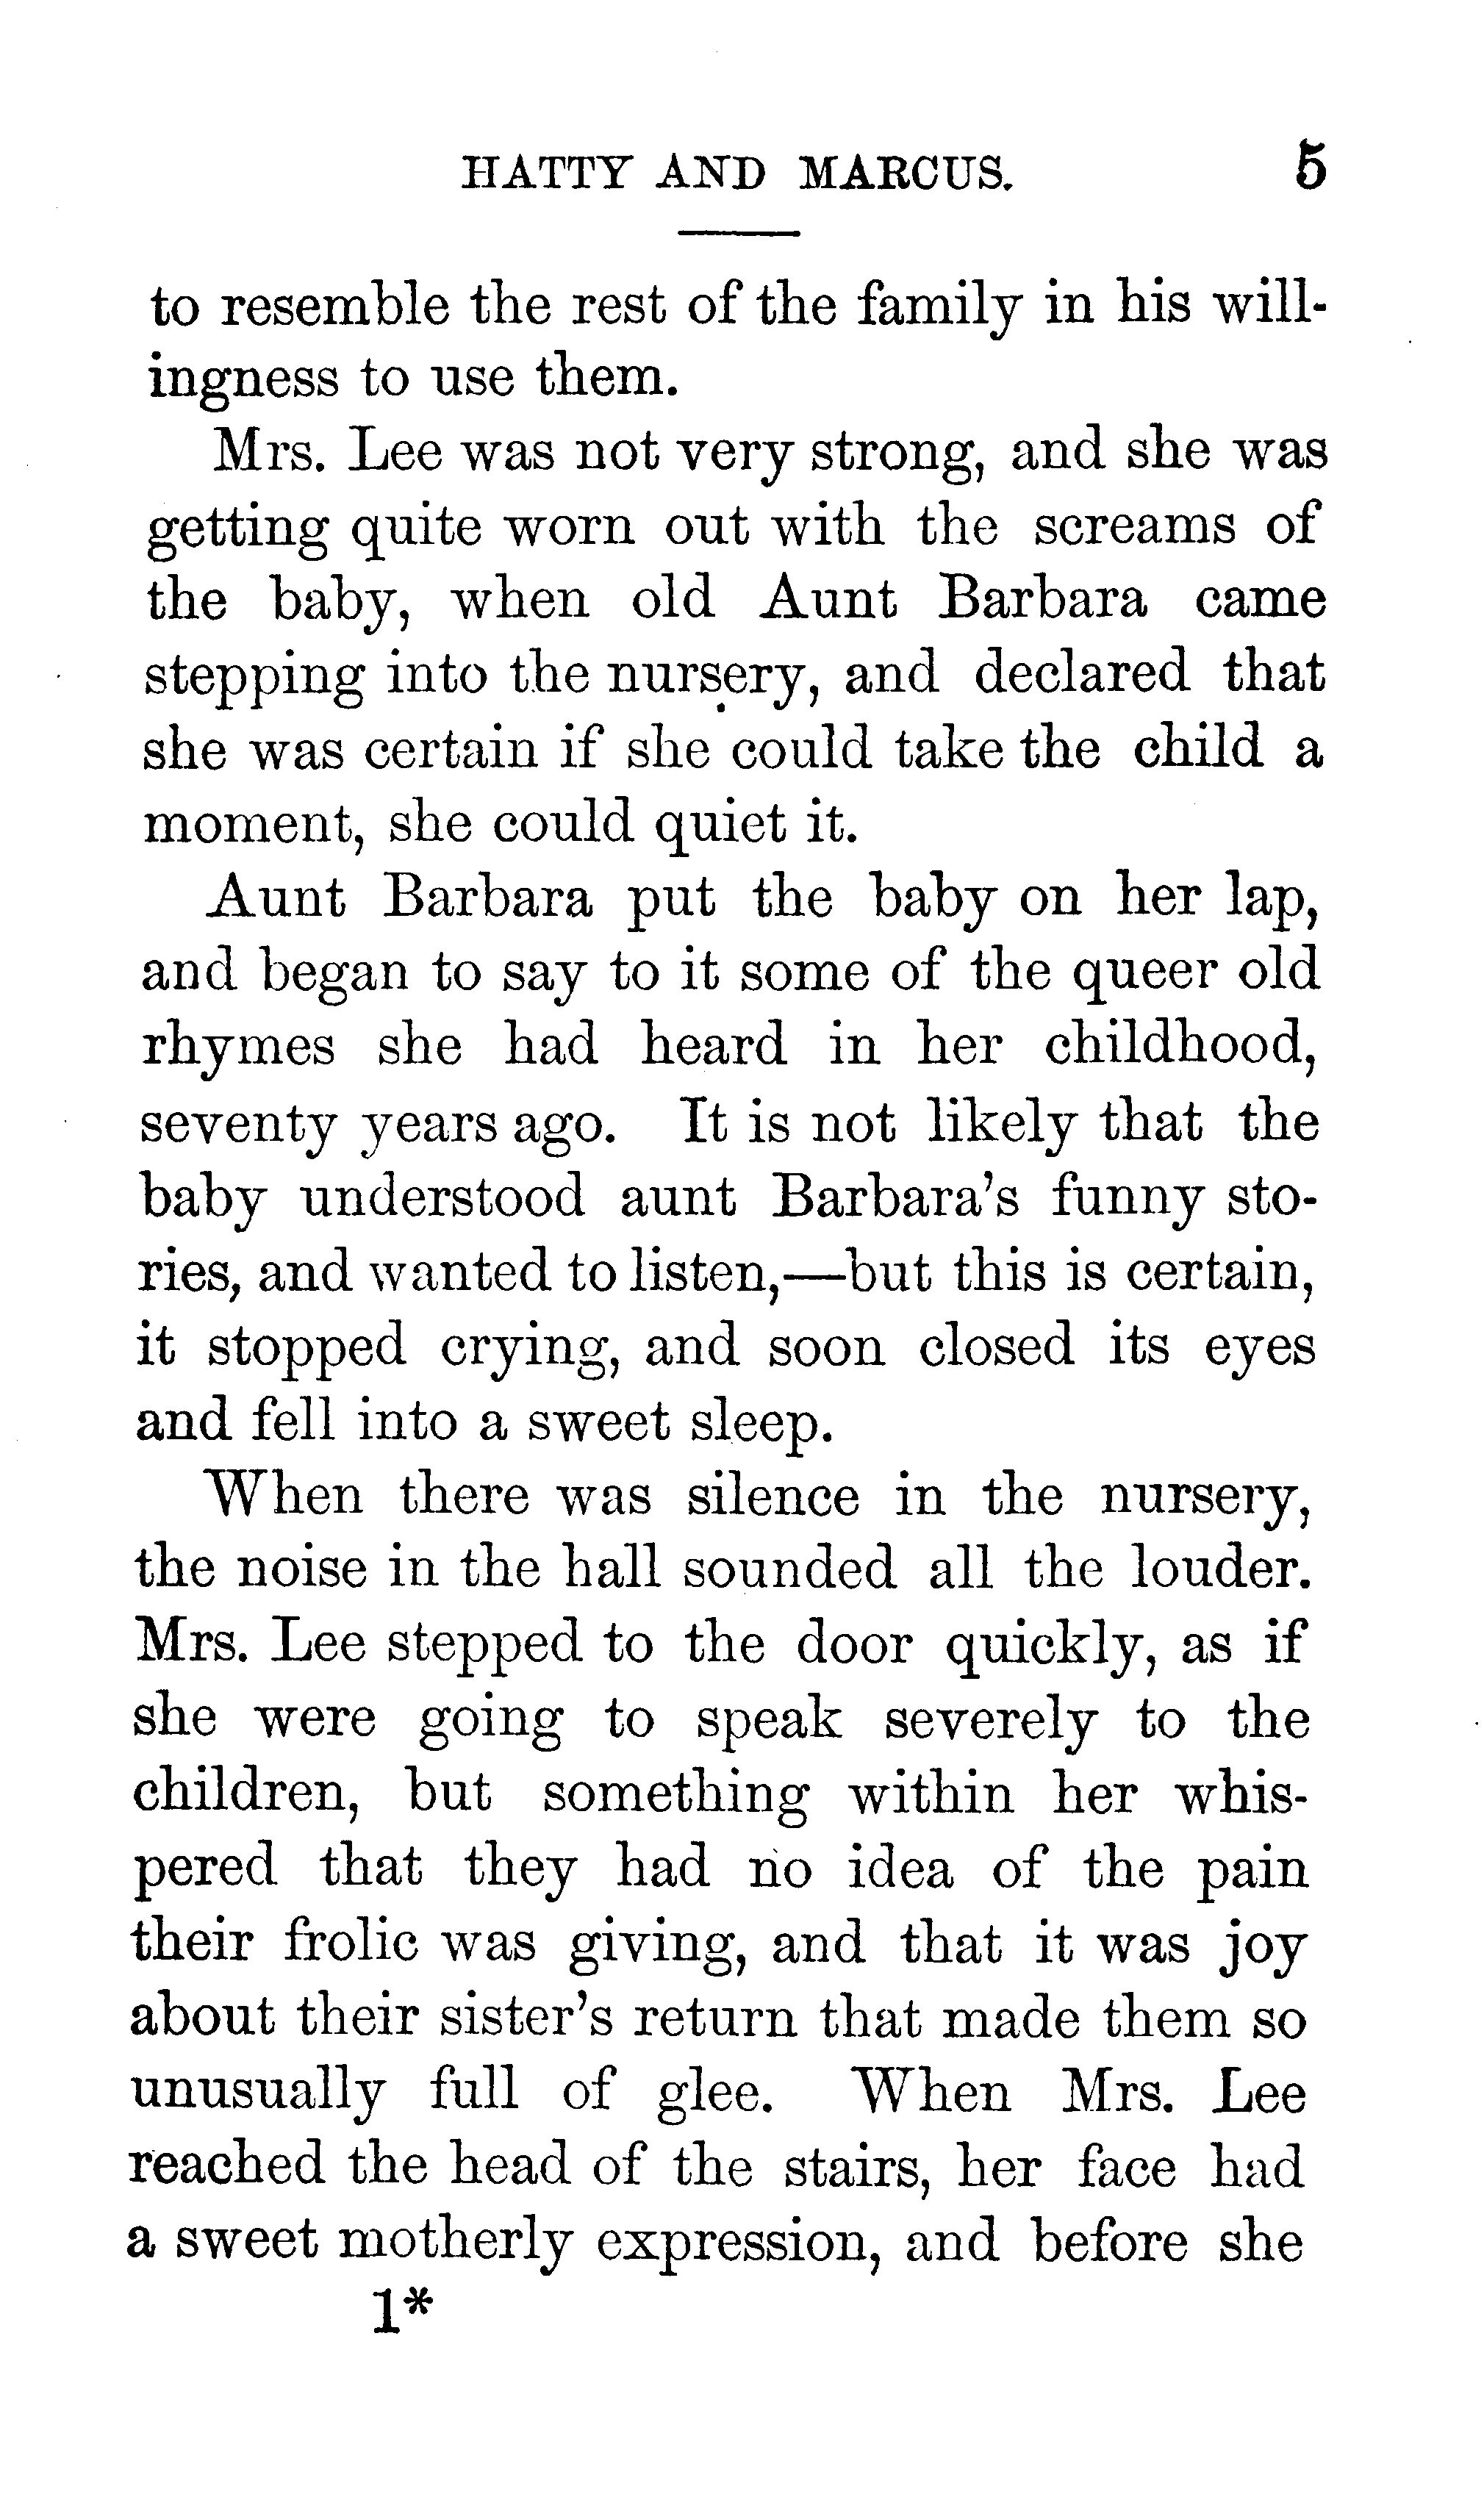 HATTY AND MARCUS. 5
to resemble the rest of the family in his will-
ingness to use them.
Mrs. Lee was not very strong, and she was
getting quite worn out with the screams of
the baby, when old Aunt Barbara came
stepping into the nursery, and declared that
she was certain if she could take the child a
moment, she could quiet it.
Aunt Barbara put the baby on her lap,
and began to say to it some of the queer old
rhymes she had heard in her childhood,
seventy years ago. It is not likely that the
baby understood aunt Barbara's funny sto-
ries, and wanted to listen,—but this is certain,
it stopped crying, and soon closed its eyes
and fell into a sweet sleep.
When there was silence in the nursery,
the noise in the hall sounded all the louder.
Mrs. Lee stepped to the door quickly, as if
she were going to speak severely to the
children, but something within her whis-
pered that they had no idea of the pain
their frolic was giving, and that it was joy
about their sister's return that made them so
unusually full of glee. When Mrs. Lee
reached the head of the stairs, her face had
a sweet motherly expression, and before she
1*